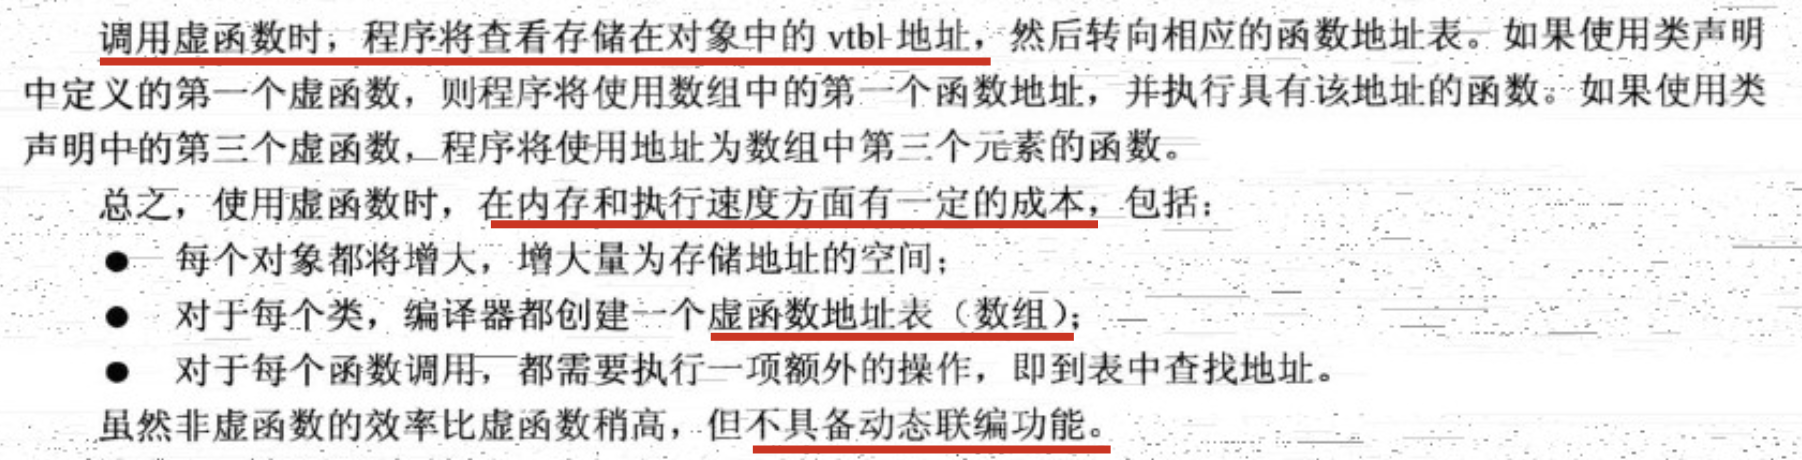 调用虚函数时，程序将查看存储在对象中的 vtbl 地址，然后转向相应的函数地址表。如果使用类声明
中定义的第一个虚函数，则程序将使用数组中的第一个函数地址，并执行具有该地址的函数。如果使用类
声明中的第三个虚函数，程序将使用地址为数组中第三个元素的函数。
总之，使用虚函数时，在内存和执行速度方面有一定的成本，包括：
● 每个对象都将增大，增大量为存储地址的空间；
● 对于每个类，编译器都创建一个虚函数地址表（数组）；
● 对于每个函数调用，都需要执行一项额外的操作，即到表中查找地址。
虽然非虚函数的效率比虚函数稍高，但不具备动态联编功能。